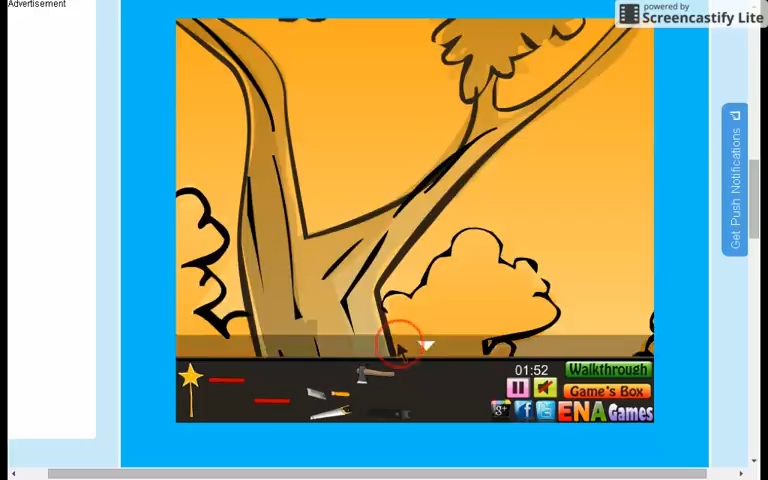 Advertisement
powered by
Screencastify Lite
Get Push Notifications
01:52
Walkthrough
Game's Box
g+ f
ENA Games